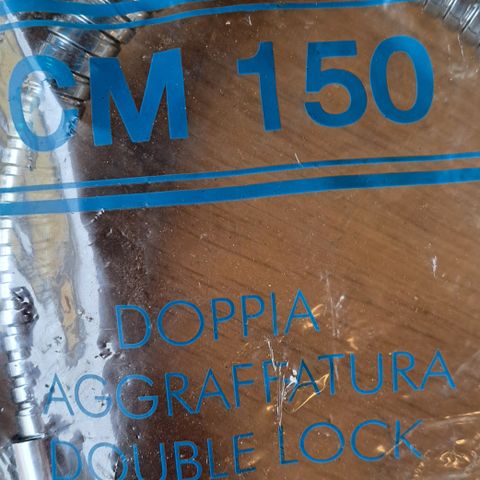 CM 150
DOPPIA
AGGRAFFATURA
DOUBLE LOCK